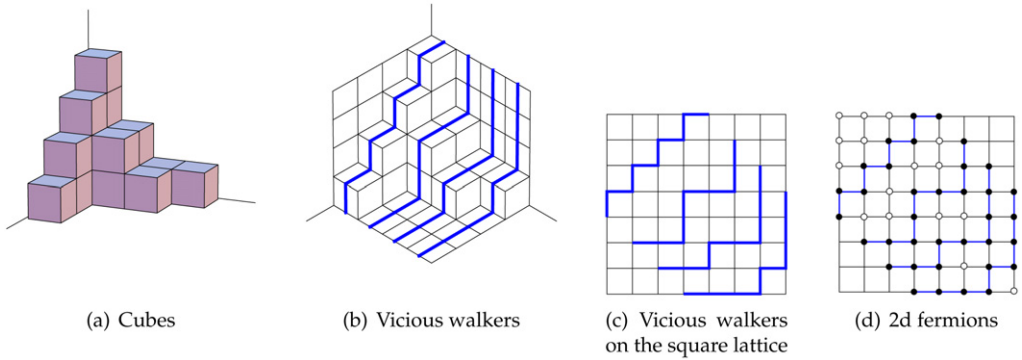 (a) Cubes
(b) Vicious walkers
(c) Vicious walkers
on the square lattice
(d) 2d fermions